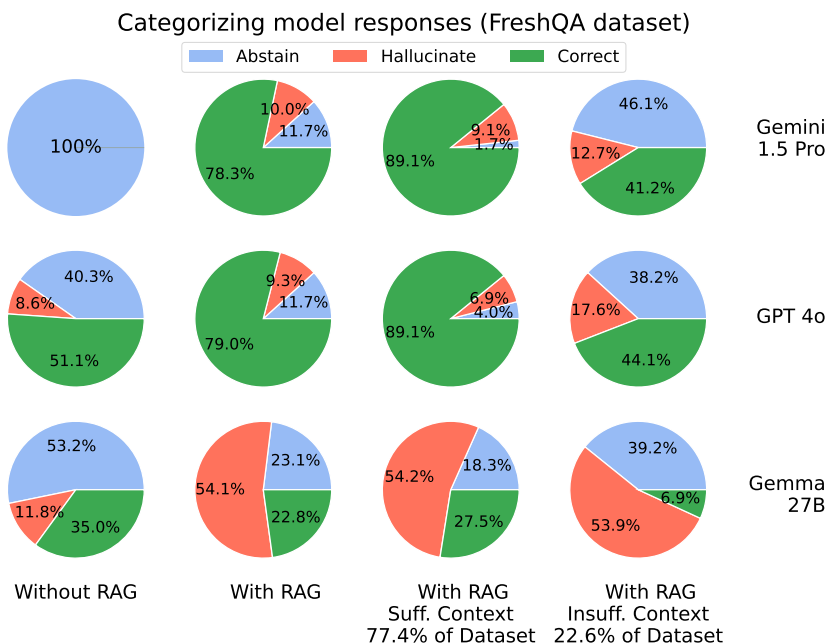 Categorizing model responses (FreshQA dataset)
Abstain Hallucinate Correct
100%
10.0%
11.7%
78.3%
9.1%
1.7%
89.1%
46.1%
12.7%
41.2%
Gemini
1.5 Pro
40.3%
8.6%
51.1%
9.3%
11.7%
79.0%
6.9%
4.0%
89.1%
38.2%
17.6%
44.1%
GPT 4o
53.2%
11.8%
35.0%
23.1%
54.1%
22.8%
18.3%
54.2%
27.5%
39.2%
6.9%
53.9%
Gemma
27B
Without RAG
With RAG
With RAG
Suff. Context
77.4% of Dataset
With RAG
Insuff. Context
22.6% of Dataset